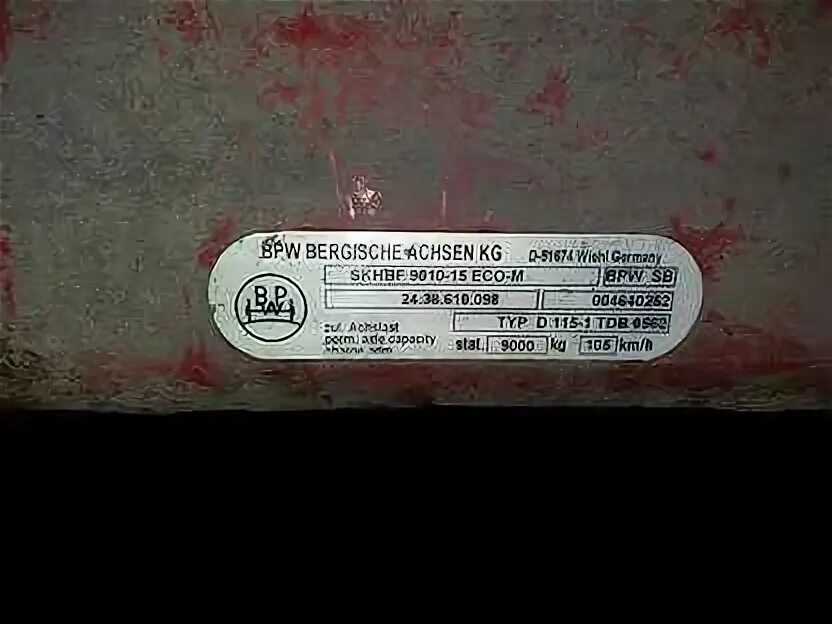 BPW BERGISCHE ACHSEN KG D-51674 Wiehl Germany
SKHBF 9010-15 ECO-M BPW SB
24.38.610.098 004640252
BPW
zul. Achslast TYP D 115-1 TDB
perm. axle capacity
stat. 9000 kg 105 km/h